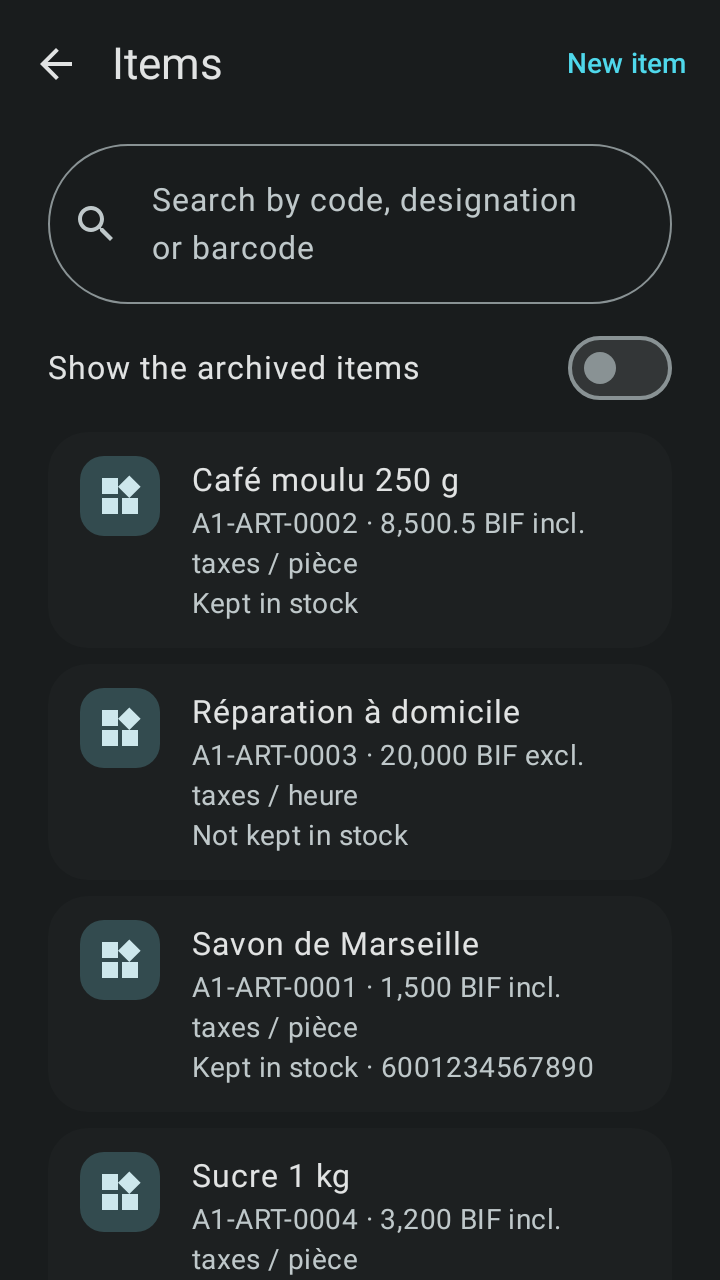 Items
New item
Search by code, designation
or barcode
Show the archived items
Café moulu 250 g
A1-ART-0002 · 8,500.5 BIF incl.
taxes / pièce
Kept in stock
Réparation à domicile
A1-ART-0003 · 20,000 BIF excl.
taxes / heure
Not kept in stock
Savon de Marseille
A1-ART-0001 · 1,500 BIF incl.
taxes / pièce
Kept in stock · 6001234567890
Sucre 1 kg
A1-ART-0004 · 3,200 BIF incl.
taxes / pièce